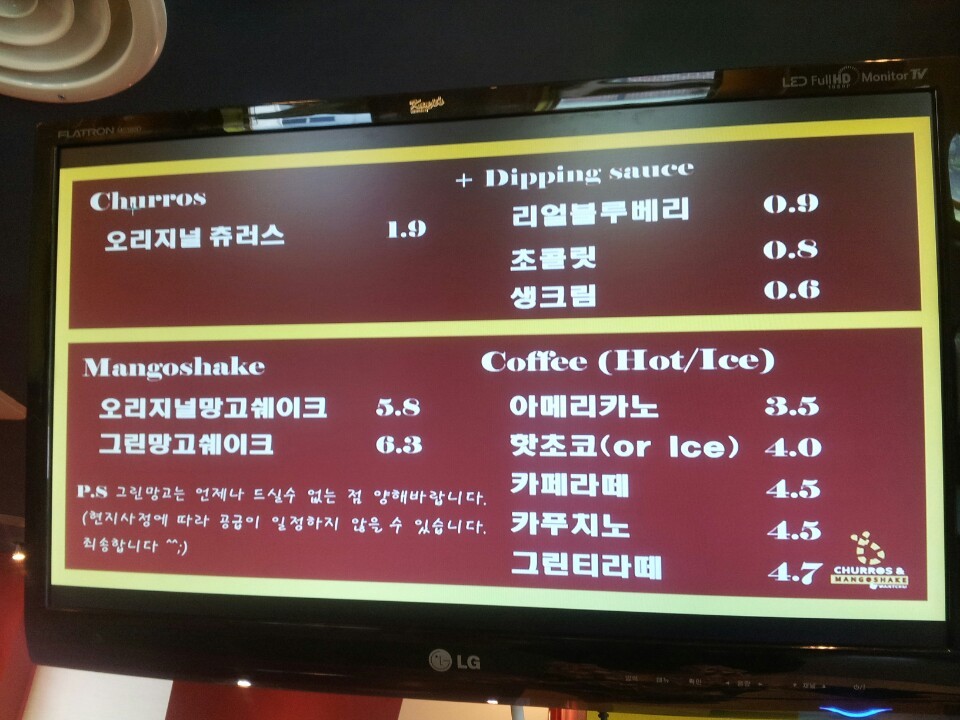 LED Full HD 1080P Monitor TV
FLATRON
Churros
오리지널 츄러스 1.9
+ Dipping sauce
리얼블루베리 0.9
초콜릿 0.8
생크림 0.6
Mangoshake
오리지널망고쉐이크 5.8
그린망고쉐이크 6.3
P.S 그린망고는 언제나 드실수 없는 점 양해바랍니다.
(현지사정에 따라 공급이 일정하지 않을 수 있습니다.
죄송합니다 ^^;)
Coffee (Hot/Ice)
아메리카노 3.5
핫초코(or Ice) 4.0
카페라떼 4.5
카푸치노 4.5
그린티라떼 4.7
CHURROS &
MANGOSHAKE
LG